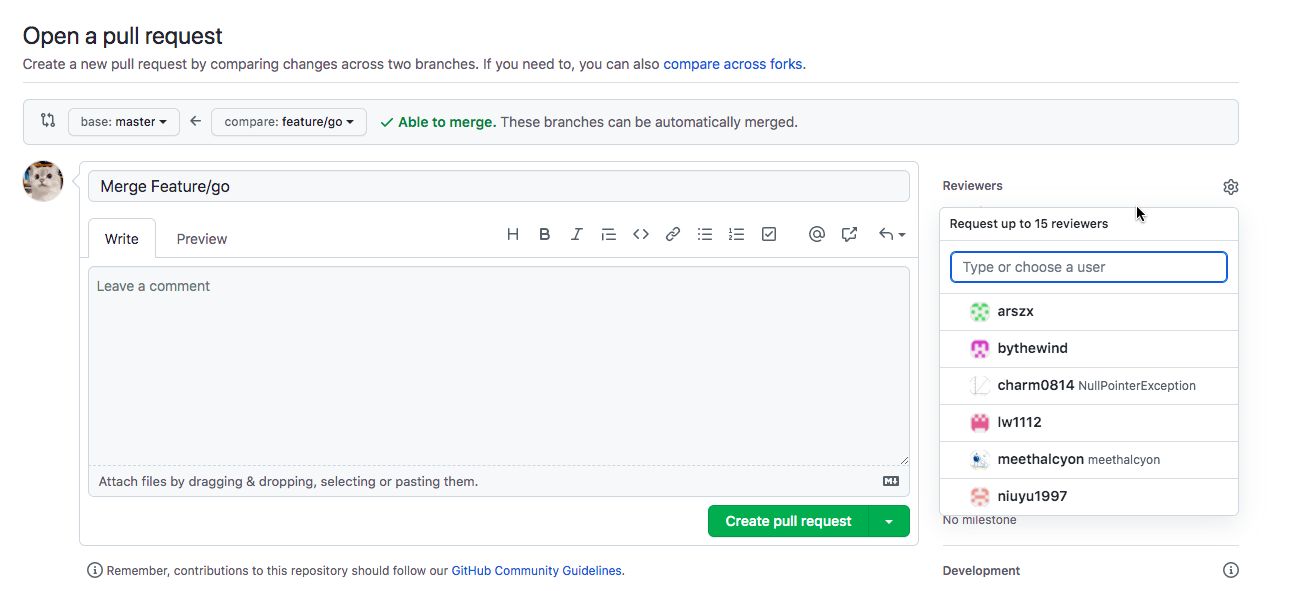 Open a pull request
Create a new pull request by comparing changes across two branches. If you need to, you can also compare across forks.
base: master
compare: feature/go
Able to merge. These branches can be automatically merged.
Merge Feature/go
Write
Preview
Leave a comment
Attach files by dragging & dropping, selecting or pasting them.
Create pull request
Remember, contributions to this repository should follow our GitHub Community Guidelines.
Reviewers
Request up to 15 reviewers
Type or choose a user
arszx
bythewind
charm0814 NullPointerException
lw1112
meethalcyon meethalcyon
niuyu1997
No milestone
Development